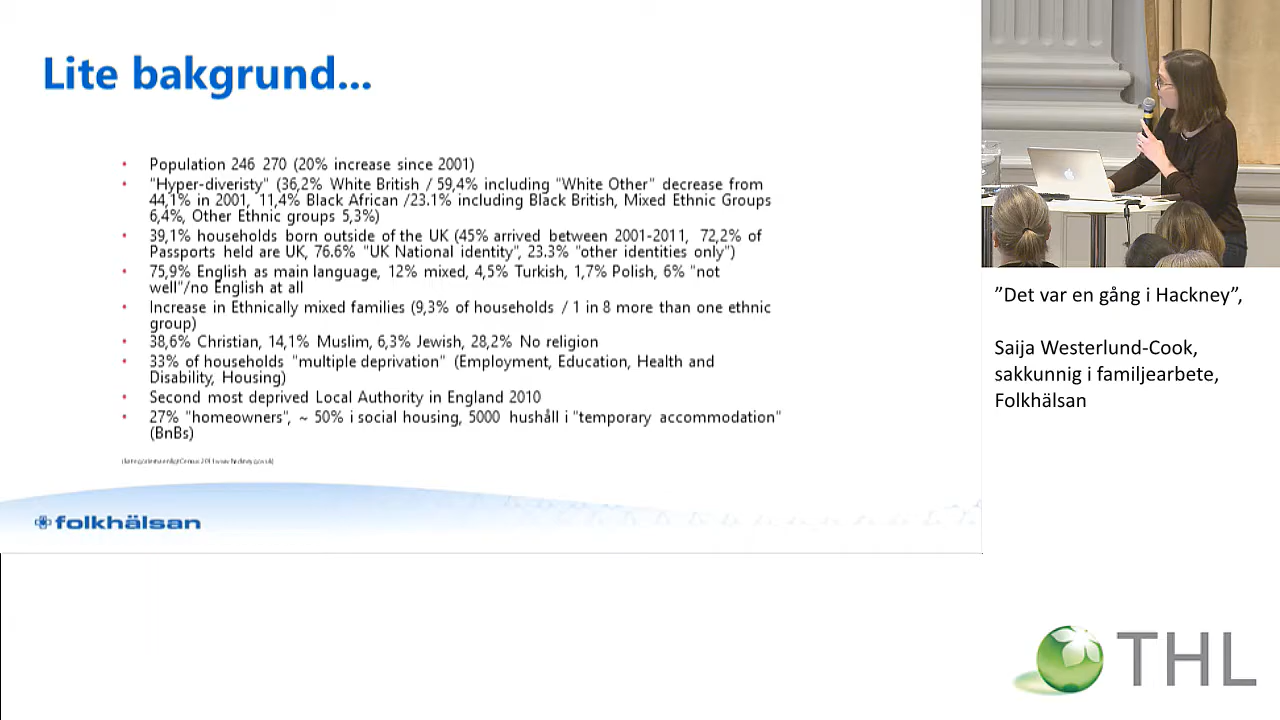 Lite bakgrund...
• Population 246 270 (20% increase since 2001)
• "Hyper-diveristy" (36,2% White British / 59,4% including "White Other" decrease from
44,1% in 2001, 11,4% Black African /23.1% including Black British, Mixed Ethnic Groups
6,4%, Other Ethnic groups 5,3%)
• 39,1% households born outside of the UK (45% arrived between 2001-2011, 72,2% of
Passports held are UK, 76.6% "UK National identity", 23.3% "other identities only")
• 75,9% English as main language, 12% mixed, 4,5% Turkish, 1,7% Polish, 6% "not
well"/no English at all
• Increase in Ethnically mixed families (9,3% of households / 1 in 8 more than one ethnic
group)
• 38,6% Christian, 14,1% Muslim, 6,3% Jewish, 28,2% No religion
• 33% of households "multiple deprivation" (Employment, Education, Health and
Disability, Housing)
• Second most deprived Local Authority in England 2010
• 27% "homeowners", ~ 50% i social housing, 5000 hushåll i "temporary accommodation"
(BnBs)
folkhälsan
”Det var en gång i Hackney”,
Saija Westerlund-Cook,
sakkunnig i familjearbete,
Folkhälsan
THL